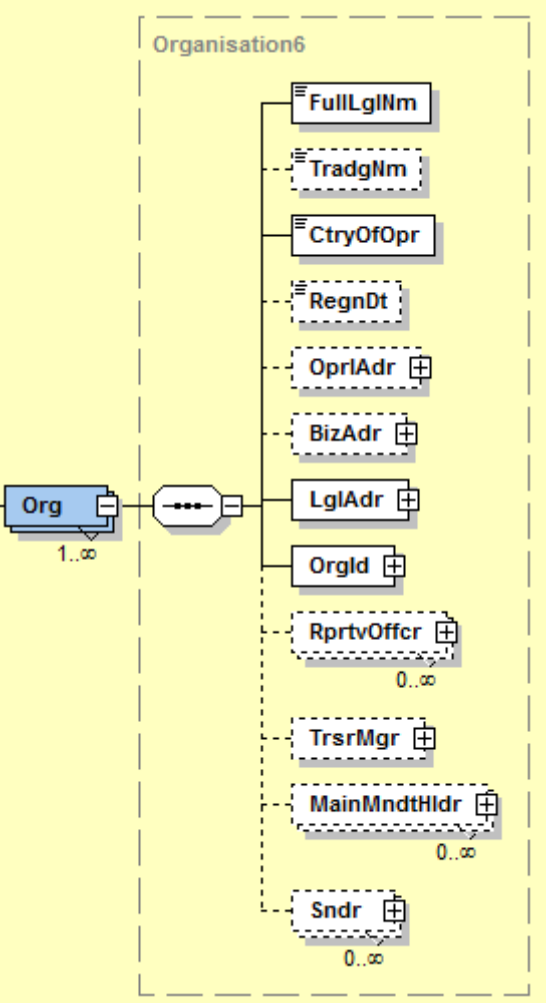 Organisation6
FullLglNm
TradgNm
CtryOfOpr
RegnDt
OprlAdr
BizAdr
Org
1..∞
LglAdr
OrgId
RprtvOffcr
0..∞
TrsrMgr
MainMndtHldr
0..∞
Sndr
0..∞